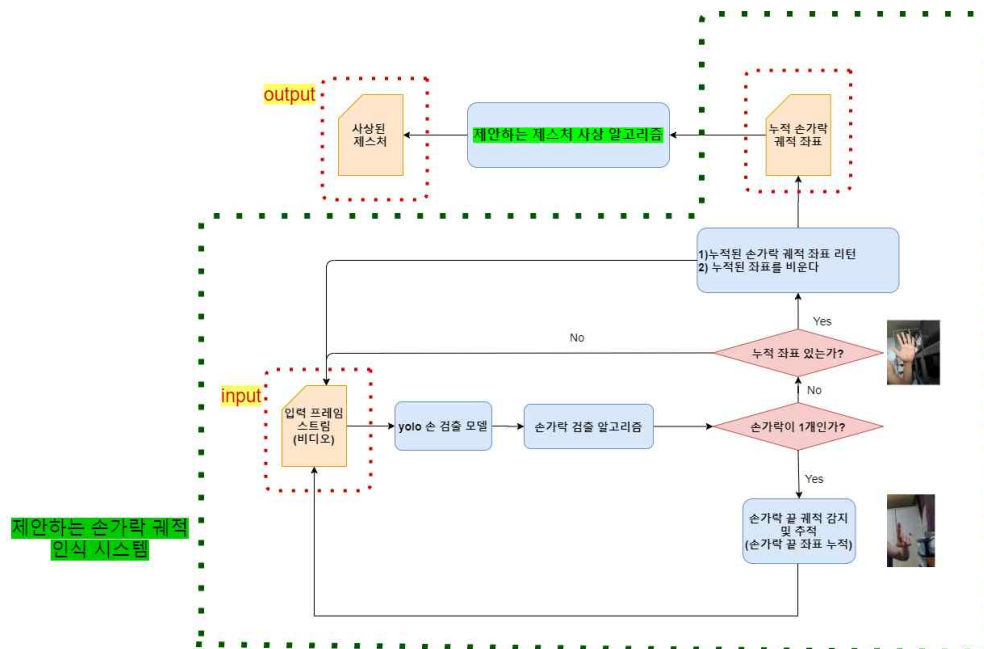 output
사상된
제스처
제안하는 제스처 사상 알고리즘
누적 손가락
궤적 좌표
1)누적된 손가락 궤적 좌표 리턴
2) 누적된 좌표를 비운다
Yes
No
누적 좌표 있는가?
input
No
입력 프레임
스트림
(비디오)
yolo 손 검출 모델
손가락 검출 알고리즘
손가락이 1개인가?
Yes
제안하는 손가락 궤적
인식 시스템
손가락 끝 궤적 감지
및 추적
(손가락 끝 좌표 누적)